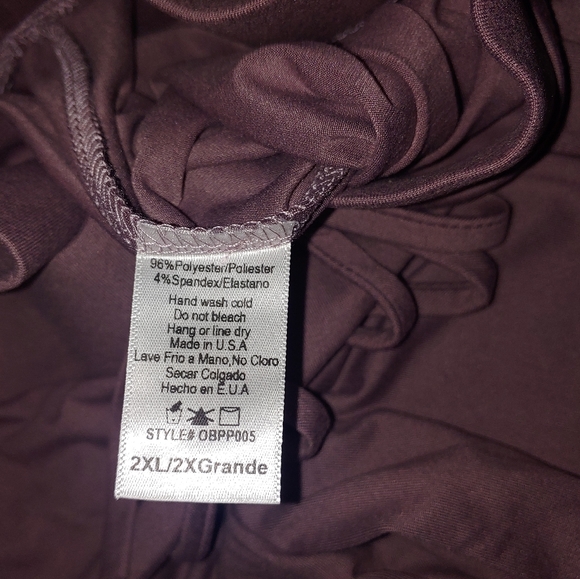 96%Polyester/Poliester
4%Spandex/Elastano
Hand wash cold
Do not bleach
Hang or line dry
Made in U.S.A
Lave Frio a Mano,No Cloro
Secar Colgado
Hecho en E.U.A
STYLE# OBPP005
2XL/2XGrande